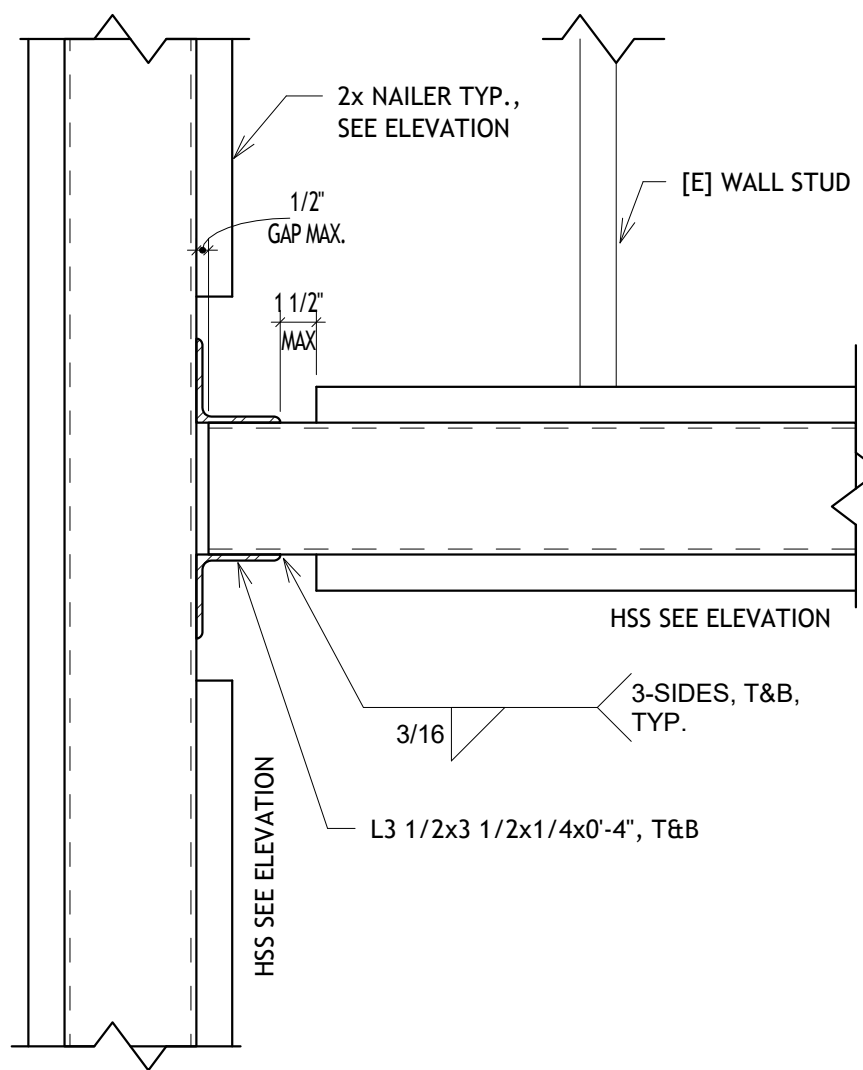 2x NAILER TYP.,
SEE ELEVATION
[E] WALL STUD
1/2"
GAP MAX.
1 1/2"
MAX
HSS SEE ELEVATION
3-SIDES, T&B,
TYP.
3/16
L3 1/2x3 1/2x1/4x0'-4", T&B
HSS SEE ELEVATION